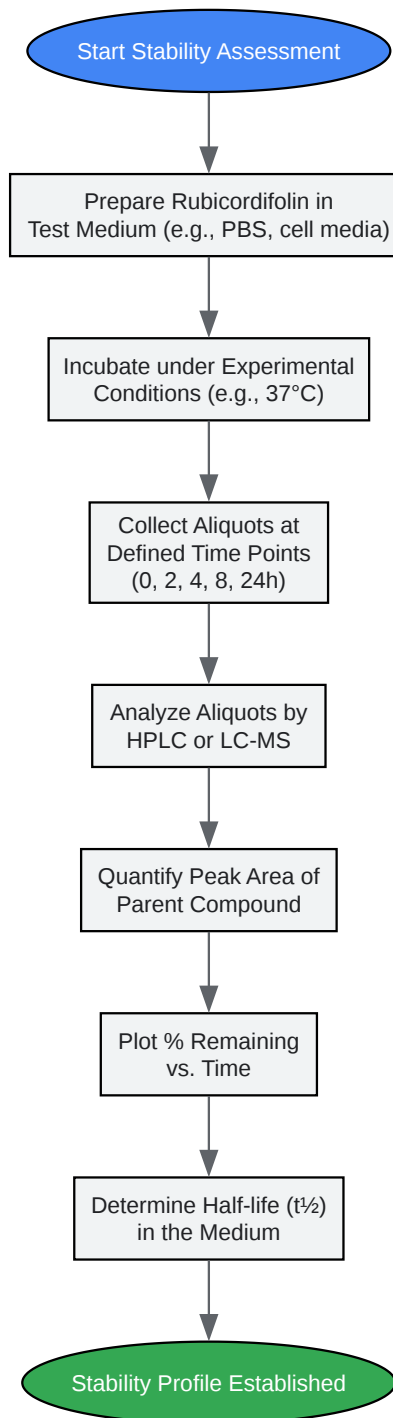 Start Stability Assessment
Prepare Rubicordifolin in
Test Medium (e.g., PBS, cell media)
Incubate under Experimental
Conditions (e.g., 37°C)
Collect Aliquots at
Defined Time Points
(0, 2, 4, 8, 24h)
Analyze Aliquots by
HPLC or LC-MS
Quantify Peak Area of
Parent Compound
Plot % Remaining
vs. Time
Determine Half-life (t½)
in the Medium
Stability Profile Established